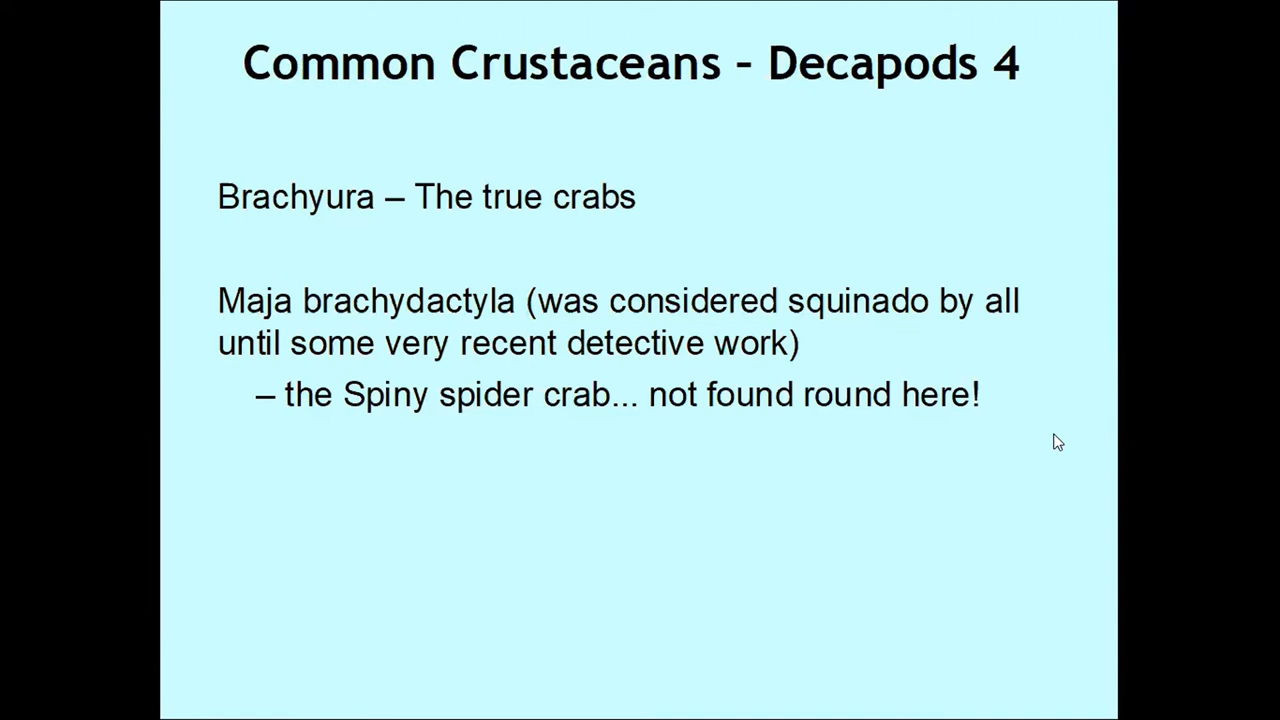 Common Crustaceans – Decapods 4
Brachyura – The true crabs
Maja brachydactyla (was considered squinado by all
until some very recent detective work)
– the Spiny spider crab... not found round here!